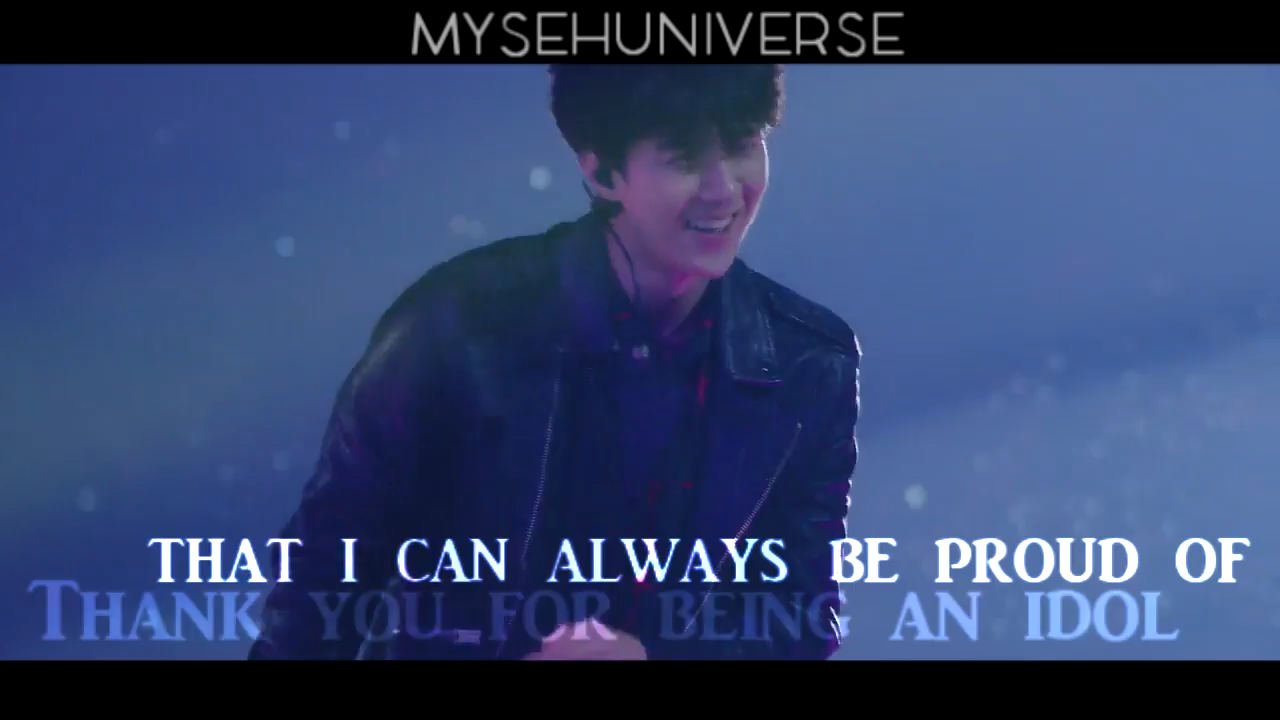 MYSEHUNIVERSE
THAT I CAN ALWAYS BE PROUD OF
THANK YOU FOR BEING AN IDOL